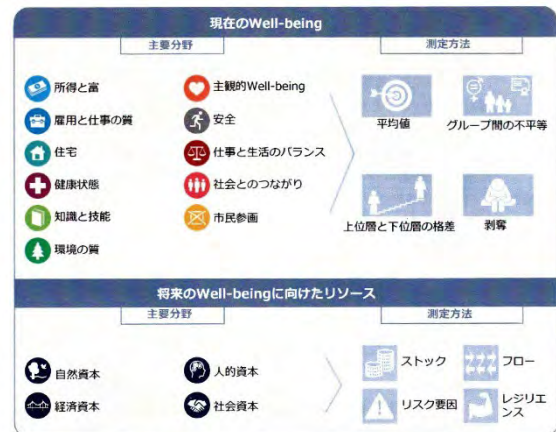 現在のWell-being
主要分野
測定方法
所得と富
雇用と仕事の質
住宅
健康状態
知識と技能
環境の質
主観的Well-being
安全
仕事と生活のバランス
社会とのつながり
市民参画
平均値
グループ間の不平等
上位層と下位層の格差
剥奪
将来のWell-beingに向けたリソース
主要分野
測定方法
自然資本
経済資本
人的資本
社会資本
ストック
フロー
リスク要因
レジリエ
ンス